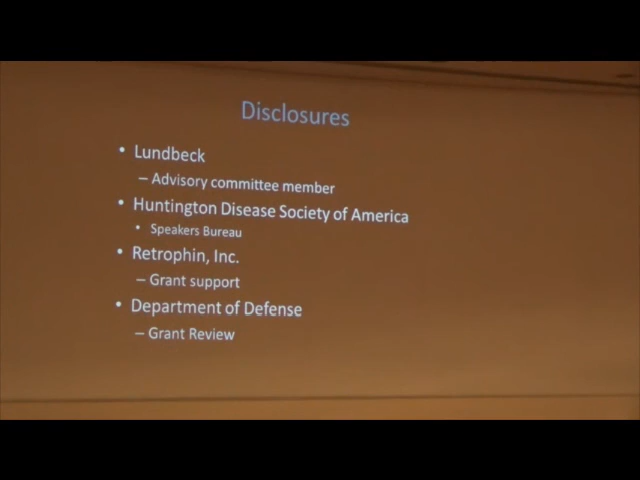 Disclosures
• Lundbeck
– Advisory committee member
• Huntington Disease Society of America
• Speakers Bureau
• Retrophin, Inc.
– Grant support
• Department of Defense
– Grant Review